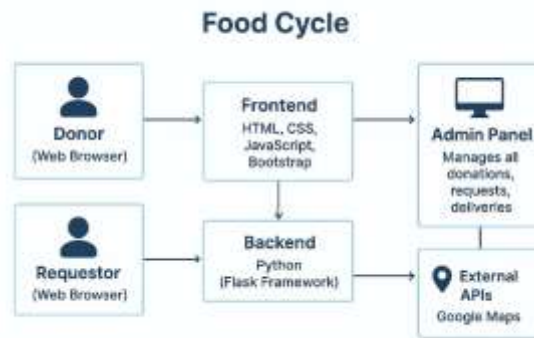 Food Cycle
Donor
(Web Browser)
Frontend
HTML, CSS,
JavaScript,
Bootstrap
Admin Panel
Manages all
donations,
requests,
deliveries
Requestor
(Web Browser)
Backend
Python
(Flask Framework)
External
APIs
Google Maps